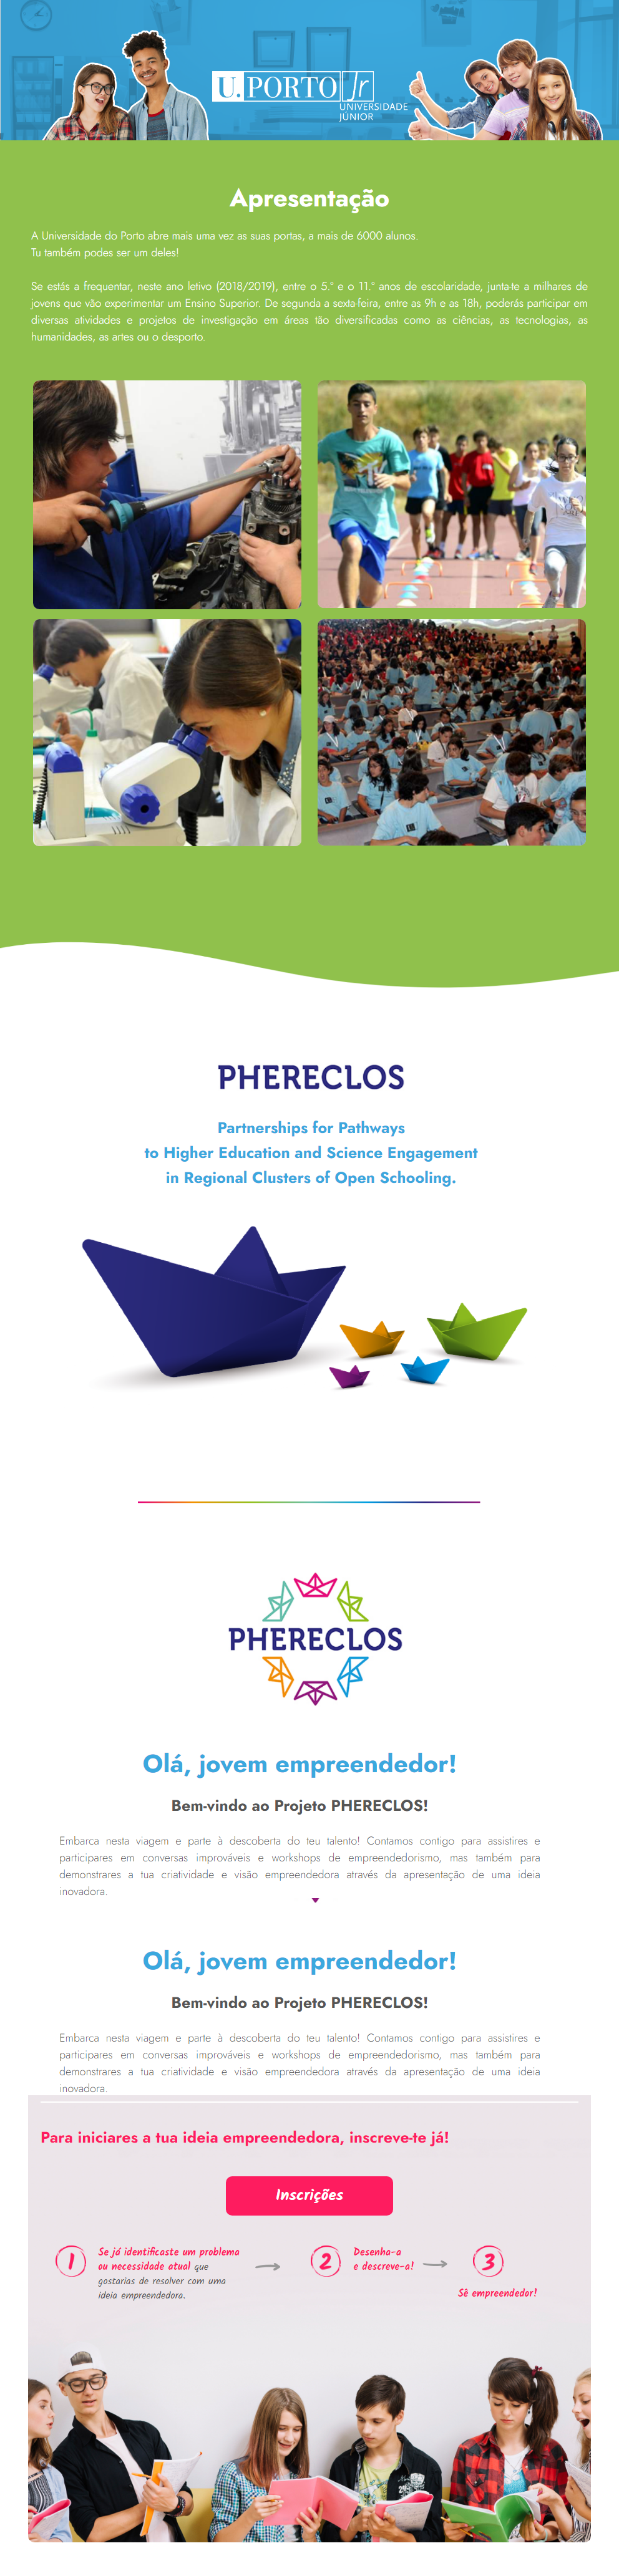 U.PORTO Jr
UNIVERSIDADE
JÚNIOR
Apresentação
A Universidade do Porto abre mais uma vez as suas portas, a mais de 6000 alunos.
Tu também podes ser um deles!
Se estás a frequentar, neste ano letivo (2018/2019), entre o 5.º e o 11.º anos de escolaridade, junta-te a milhares de
jovens que vão experimentar um Ensino Superior. De segunda a sexta-feira, entre as 9h e as 18h, poderás participar em
diversas atividades e projetos de investigação em áreas tão diversificadas como as ciências, as tecnologias, as
humanidades, as artes ou o desporto.
PHERECLOS
Partnerships for Pathways
to Higher Education and Science Engagement
in Regional Clusters of Open Schooling.
PHERECLOS
Olá, jovem empreendedor!
Bem-vindo ao Projeto PHERECLOS!
Embarca nesta viagem e parte à descoberta do teu talento! Contamos contigo para assistires e
participares em conversas improváveis e workshops de empreendedorismo, mas também para
demonstrares a tua criatividade e visão empreendedora através da apresentação de uma ideia
inovadora.
Olá, jovem empreendedor!
Bem-vindo ao Projeto PHERECLOS!
Embarca nesta viagem e parte à descoberta do teu talento! Contamos contigo para assistires e
participares em conversas improváveis e workshops de empreendedorismo, mas também para
demonstrares a tua criatividade e visão empreendedora através da apresentação de uma ideia
inovadora.
Para iniciares a tua ideia empreendedora, inscreve-te já!
Inscrições
1
Se já identificaste um problema
ou necessidade atual que
gostarias de resolver com uma
ideia empreendedora.
2
Desenha-a
e descreve-a!
3
Sê empreendedor!